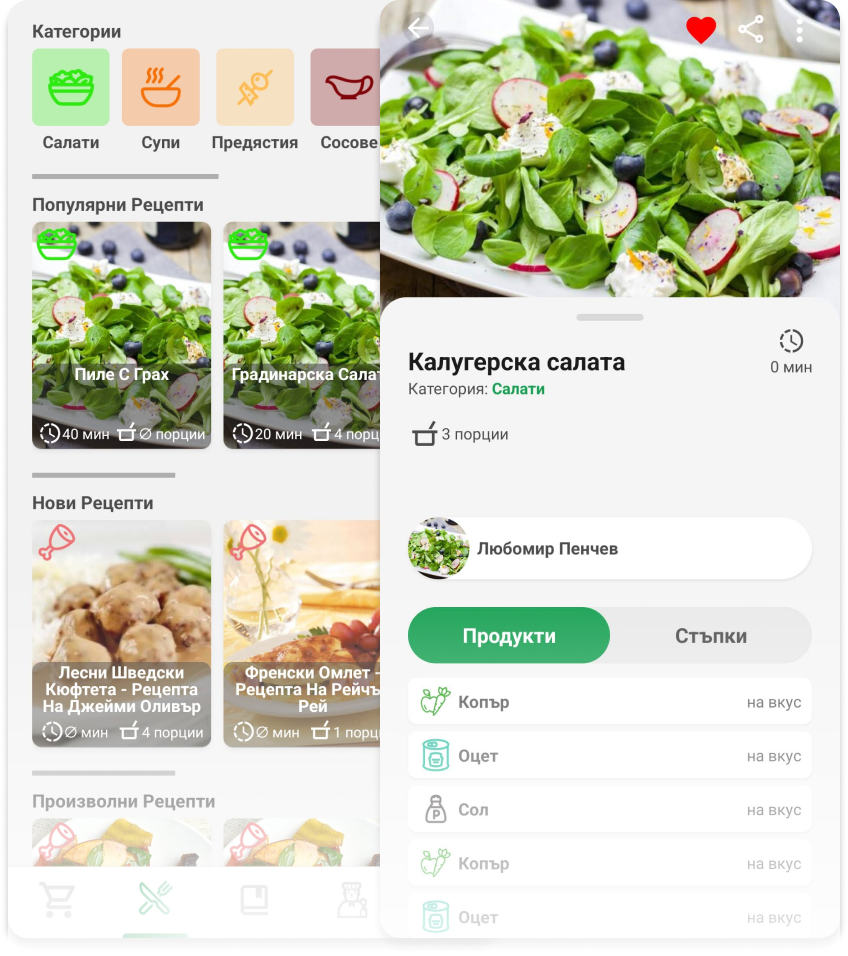 Категории
Салати
Супи
Предястия
Сосове
Популярни Рецепти
Пиле С Грах
40 мин
∅ порции
Градинарска Салат
20 мин
4 порц
Нови Рецепти
Лесни Шведски
Кюфтета - Рецепта
На Джейми Оливър
∅ мин
4 порции
Френски Омлет -
Рецепта На Рейчъ
Рей
∅ мин
1 порц
Произволни Рецепти
Калугерска салата
0 мин
Категория: Салати
3 порции
Любомир Пенчев
Продукти
Стъпки
Копър
на вкус
Оцет
на вкус
P
Сол
на вкус
Копър
на вкус
Оцет
на вкус